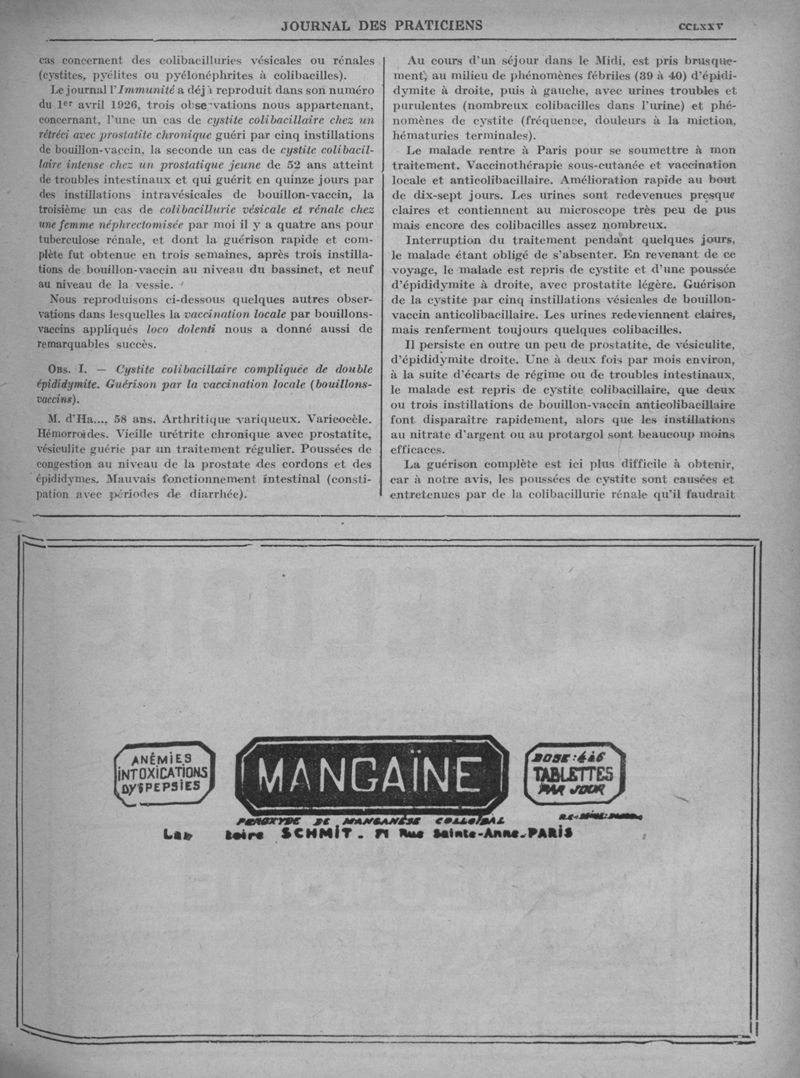 JOURNAL DES PRATICIENS
CCLXXV
cas concernent des colibacilluries vésicales ou rénales
(cystites, pyélites ou pyélonéphrites à colibacilles).
Le journal l'Immunité a déjà reproduit dans son numéro
du 1er avril 1926, trois observations nous appartenant,
concernant, l'une un cas de cystite colibacillaire chez un
rétréci avec prostatite chronique guéri par cinq instillations
de bouillon-vaccin, la seconde un cas de cystite colibacil-
laire intense chez un prostatique jeune de 52 ans atteint
de troubles intestinaux et qui guérit en quinze jours par
des instillations intravésicales de bouillon-vaccin, la
troisième un cas de colibacillurie vésicale et rénale chez
une femme néphrectomisée par moi il y a quatre ans pour
tuberculose rénale, et dont la guérison rapide et com-
plète fut obtenue en trois semaines, après trois instilla-
tions de bouillon-vaccin au niveau du bassinet, et neuf
au niveau de la vessie.
Nous reproduisons ci-dessous quelques autres obser-
vations dans lesquelles la vaccination locale par bouillons-
vaccins appliqués loco dolenti nous a donné aussi de
remarquables succès.
OBS. I. — Cystite colibacillaire compliquée de double
épididymite. Guérison par la vaccination locale (bouillons-
vaccins).
M. d'Ha..., 58 ans. Arthritique variqueux. Varicocèle.
Hémorroïdes. Vieille urétrite chronique avec prostatite,
vésiculite guérie par un traitement régulier. Poussées de
congestion au niveau de la prostate des cordons et des
épididymes. Mauvais fonctionnement intestinal (consti-
pation avec périodes de diarrhée).
Au cours d'un séjour dans le Midi, est pris brusque-
ment, au milieu de phénomènes fébriles (39 à 40) d'épidi-
dymite à droite, puis à gauche, avec urines troubles et
purulentes (nombreux colibacilles dans l'urine) et phé-
nomènes de cystite (fréquence, douleurs à la miction,
hématuries terminales).
Le malade rentre à Paris pour se soumettre à mon
traitement. Vaccinothérapie sous-cutanée et vaccination
locale et anticolibacillaire. Amélioration rapide au bout
de dix-sept jours. Les urines sont redevenues presque
claires et contiennent au microscope très peu de pus
mais encore des colibacilles assez nombreux.
Interruption du traitement pendant quelques jours,
le malade étant obligé de s'absenter. En revenant de ce
voyage, le malade est repris de cystite et d'une poussée
d'épididymite à droite, avec prostatite légère. Guérison
de la cystite par cinq instillations vésicales de bouillon-
vaccin anticolibacillaire. Les urines redeviennent claires,
mais renferment toujours quelques colibacilles.
Il persiste en outre un peu de prostatite, de vésiculite,
d'épididymite droite. Une à deux fois par mois environ,
à la suite d'écarts de régime ou de troubles intestinaux,
le malade est repris de cystite colibacillaire, que deux
ou trois instillations de bouillon-vaccin anticolibacillaire
font disparaître rapidement, alors que les instillations
au nitrate d'argent ou au protargol sont beaucoup moins
efficaces.
La guérison complète est ici plus difficile à obtenir,
car à notre avis, les poussées de cystite sont causées et
entretenues par de la colibacillurie rénale qu'il faudrait
ANÉMIES
INTOXICATIONS
DYSPEPSIES
MANGAÏNE
DOSE: 4 à 6
TABLETTES
PAR JOUR
PEROXYDE DE MANGANÈSE COLLOÏDAL
SCHMIT. 71 Rue Sainte-Anne-PARIS